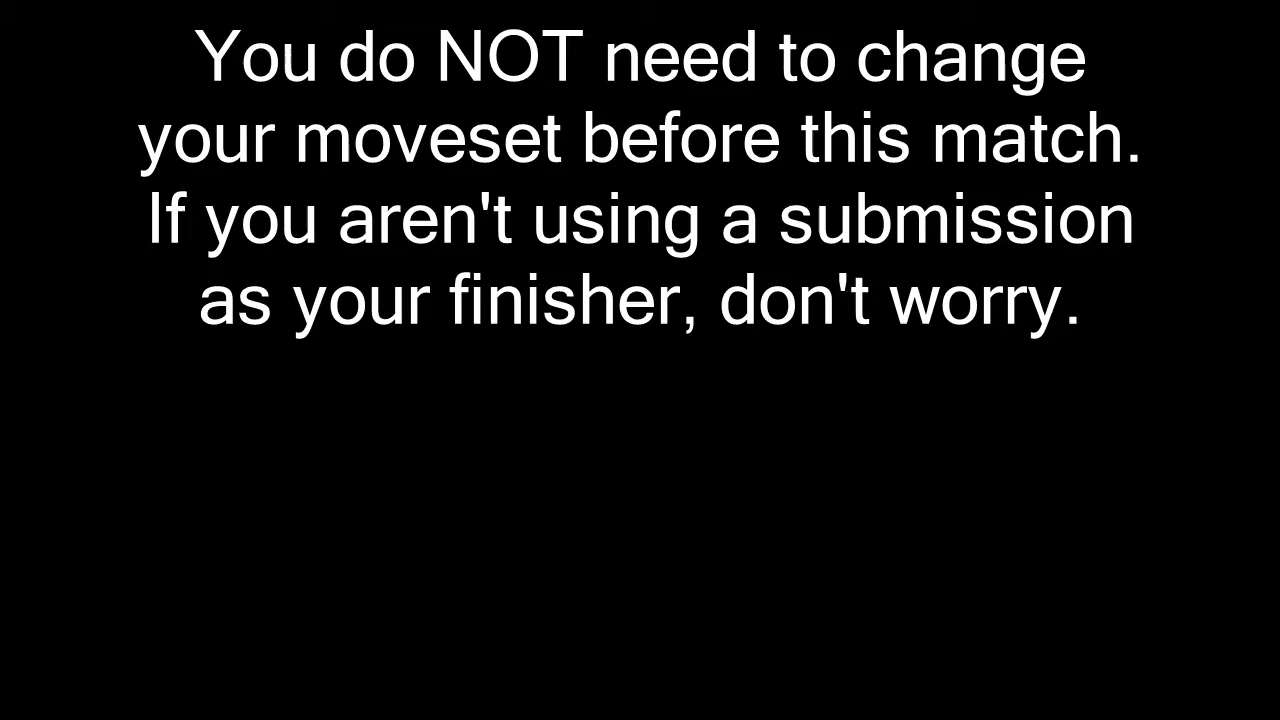 You do NOT need to change
your moveset before this match.
If you aren't using a submission
as your finisher, don't worry.